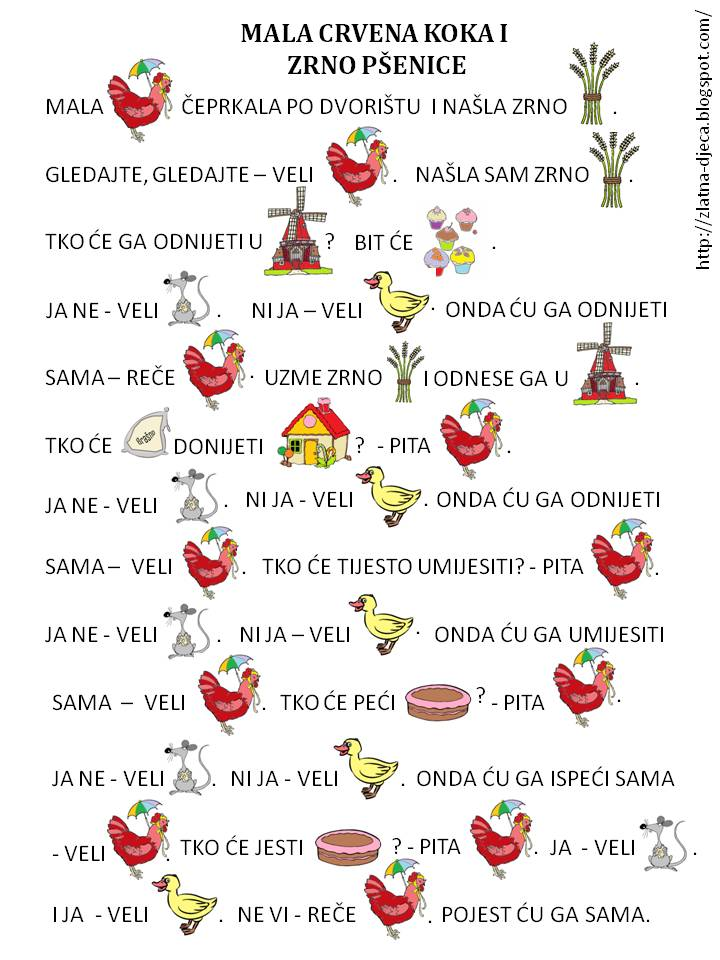 MALA CRVENA KOKA I
ZRNO PŠENICE
MALA ČEPRKALA PO DVORIŠTU I NAŠLA ZRNO .
GLEDAJTE, GLEDAJTE – VELI . NAŠLA SAM ZRNO .
TKO ĆE GA ODNIJETI U ? BIT ĆE .
JA NE - VELI . NI JA – VELI . ONDA ĆU GA ODNIJETI
SAMA – REČE . UZME ZRNO I ODNESE GA U .
TKO ĆE Brašno DONIJETI ? - PITA .
JA NE - VELI . NI JA - VELI . ONDA ĆU GA ODNIJETI
SAMA – VELI . TKO ĆE TIJESTO UMIJESITI? - PITA .
JA NE - VELI . NI JA – VELI . ONDA ĆU GA UMIJESITI
SAMA – VELI . TKO ĆE PEĆI ? - PITA .
JA NE - VELI . NI JA - VELI . ONDA ĆU GA ISPEĆI SAMA
- VELI . TKO ĆE JESTI ? - PITA . JA - VELI .
I JA - VELI . NE VI - REČE . POJEST ĆU GA SAMA.
http://zlatna-djeca.blogspot.com/